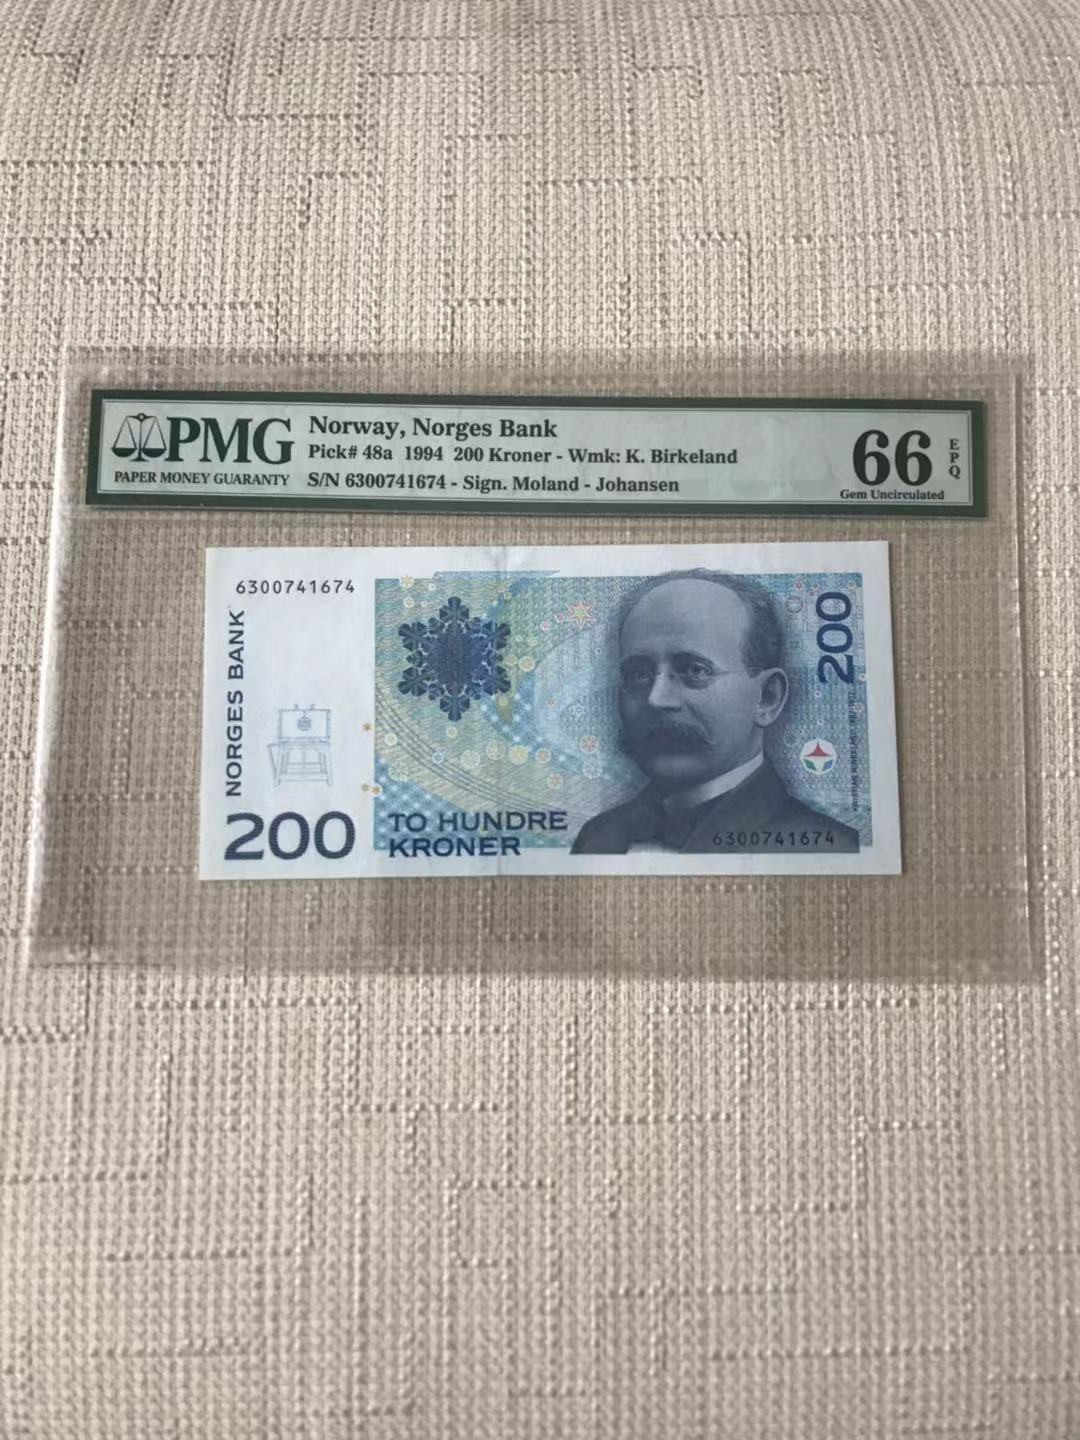 PMG
PAPER MONEY GUARANTY
Norway, Norges Bank
Pick# 48a 1994 200 Kroner - Wmk: K. Birkeland
S/N 6300741674 - Sign. Moland - Johansen
66
EPQ
Gem Uncirculated
6300741674
NORGES BANK
200
TO HUNDRE
KRONER
200
6300741674